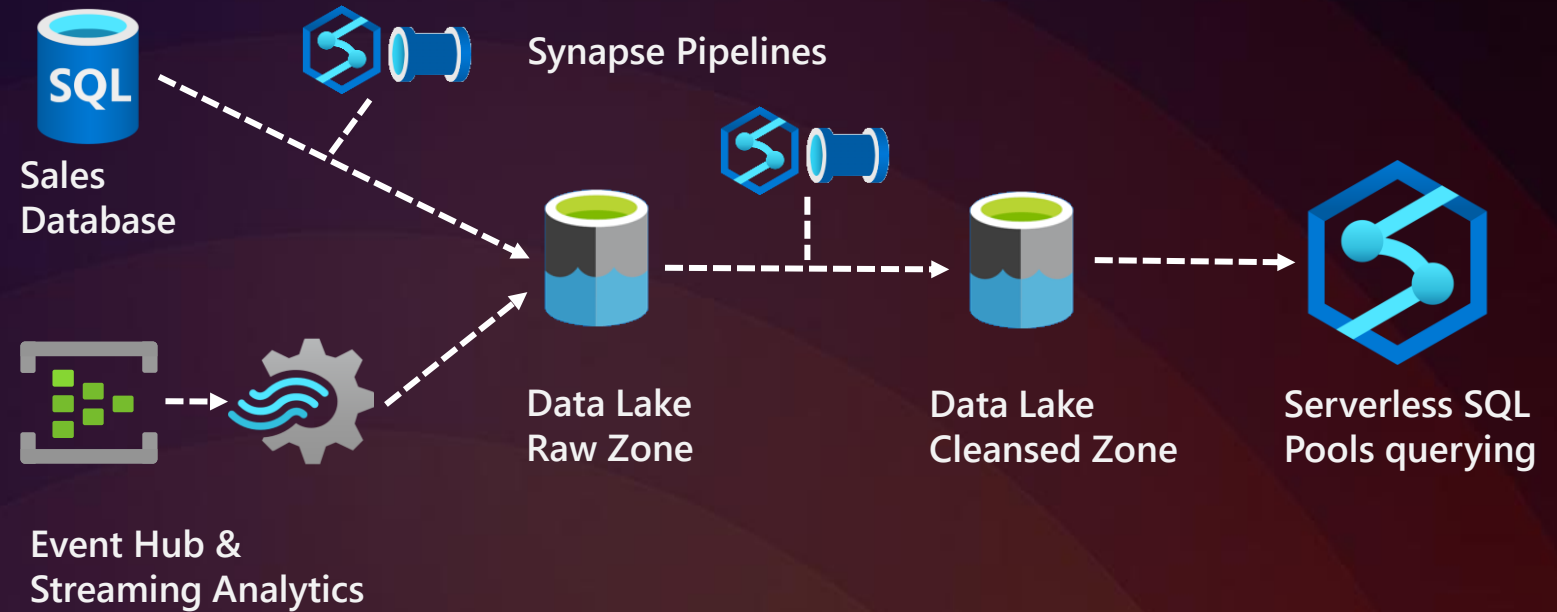 SQL
Synapse Pipelines
Sales
Database
Data Lake
Raw Zone
Data Lake
Cleansed Zone
Serverless SQL
Pools querying
Event Hub &
Streaming Analytics